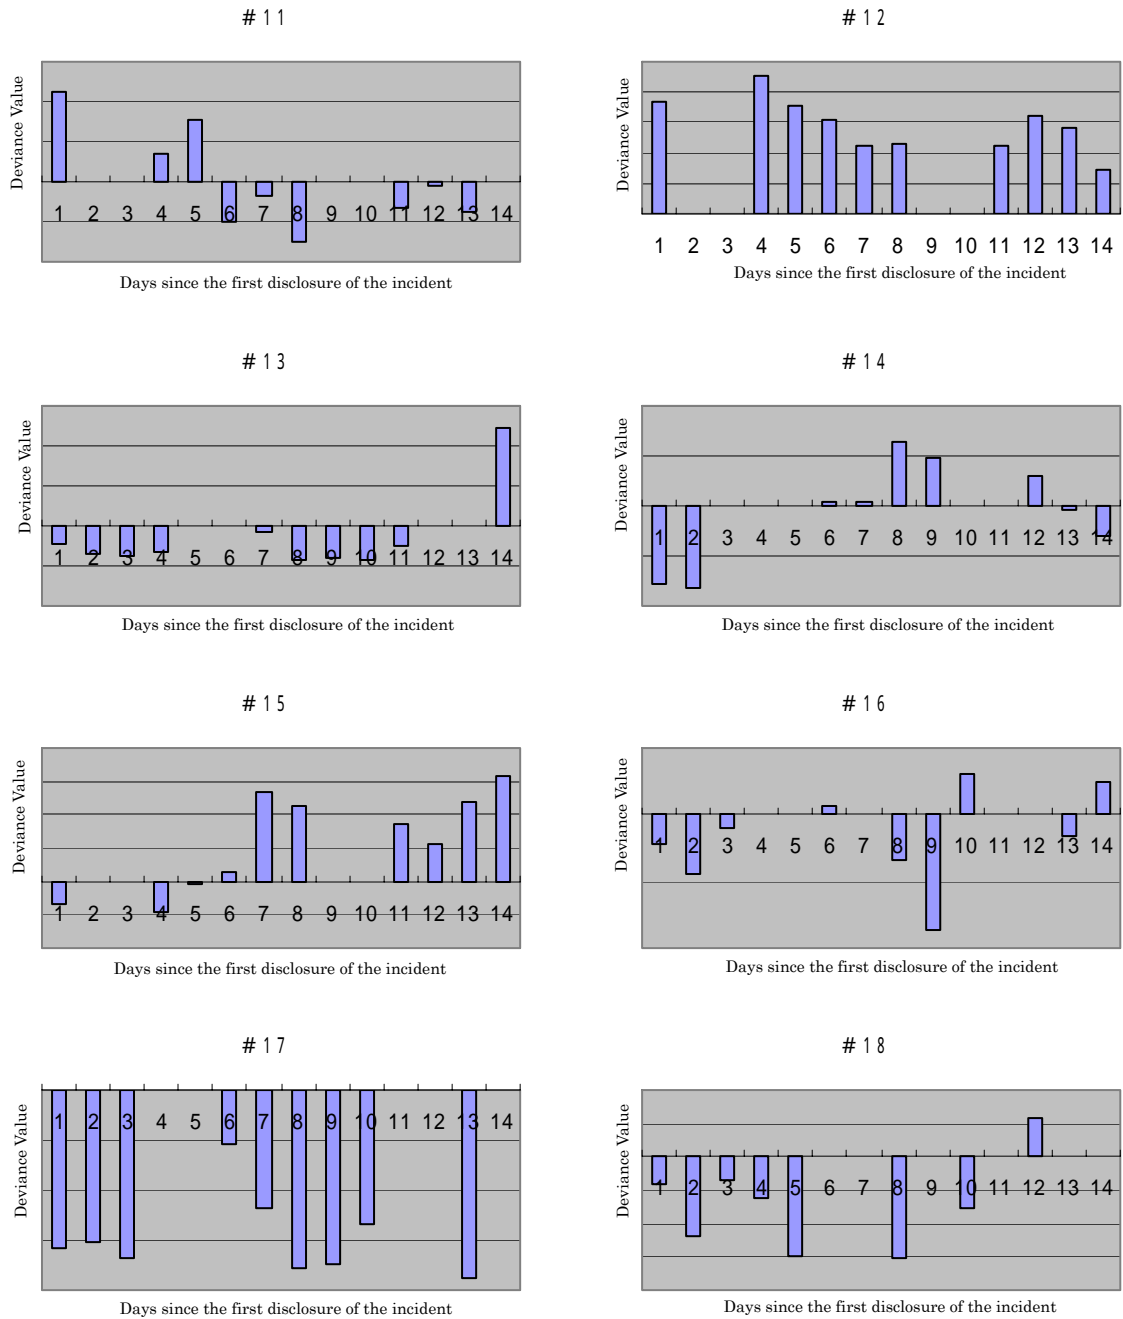 #11
Deviance Value
1 2 3 4 5 6 7 8 9 10 11 12 13 14
Days since the first disclosure of the incident
#12
Deviance Value
1 2 3 4 5 6 7 8 9 10 11 12 13 14
Days since the first disclosure of the incident
#13
Deviance Value
1 2 3 4 5 6 7 8 9 10 11 12 13 14
Days since the first disclosure of the incident
#14
Deviance Value
1 2 3 4 5 6 7 8 9 10 11 12 13 14
Days since the first disclosure of the incident
#15
Deviance Value
1 2 3 4 5 6 7 8 9 10 11 12 13 14
Days since the first disclosure of the incident
#16
Deviance Value
1 2 3 4 5 6 7 8 9 10 11 12 13 14
Days since the first disclosure of the incident
#17
Deviance Value
1 2 3 4 5 6 7 8 9 10 11 12 13 14
Days since the first disclosure of the incident
#18
Deviance Value
1 2 3 4 5 6 7 8 9 10 11 12 13 14
Days since the first disclosure of the incident